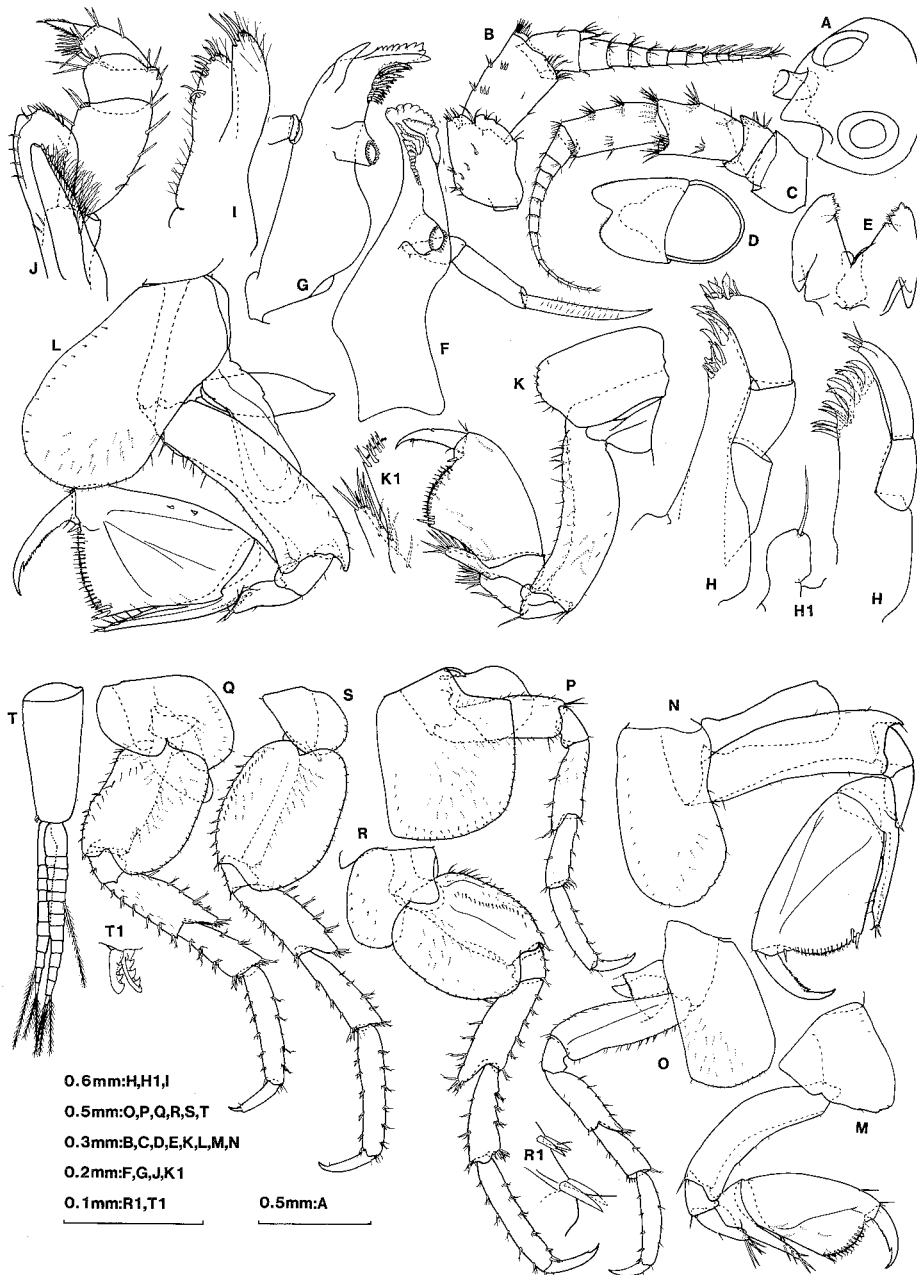 B
A
C
D
E
I
J
G
F
L
K
K1
H
H1
H
Q
S
P
N
T
R
T1
O
M
R1
0.6mm:H,H1,I
0.5mm:O,P,Q,R,S,T
0.3mm:B,C,D,E,K,L,M,N
0.2mm:F,G,J,K1
0.1mm:R1,T1
0.5mm:A